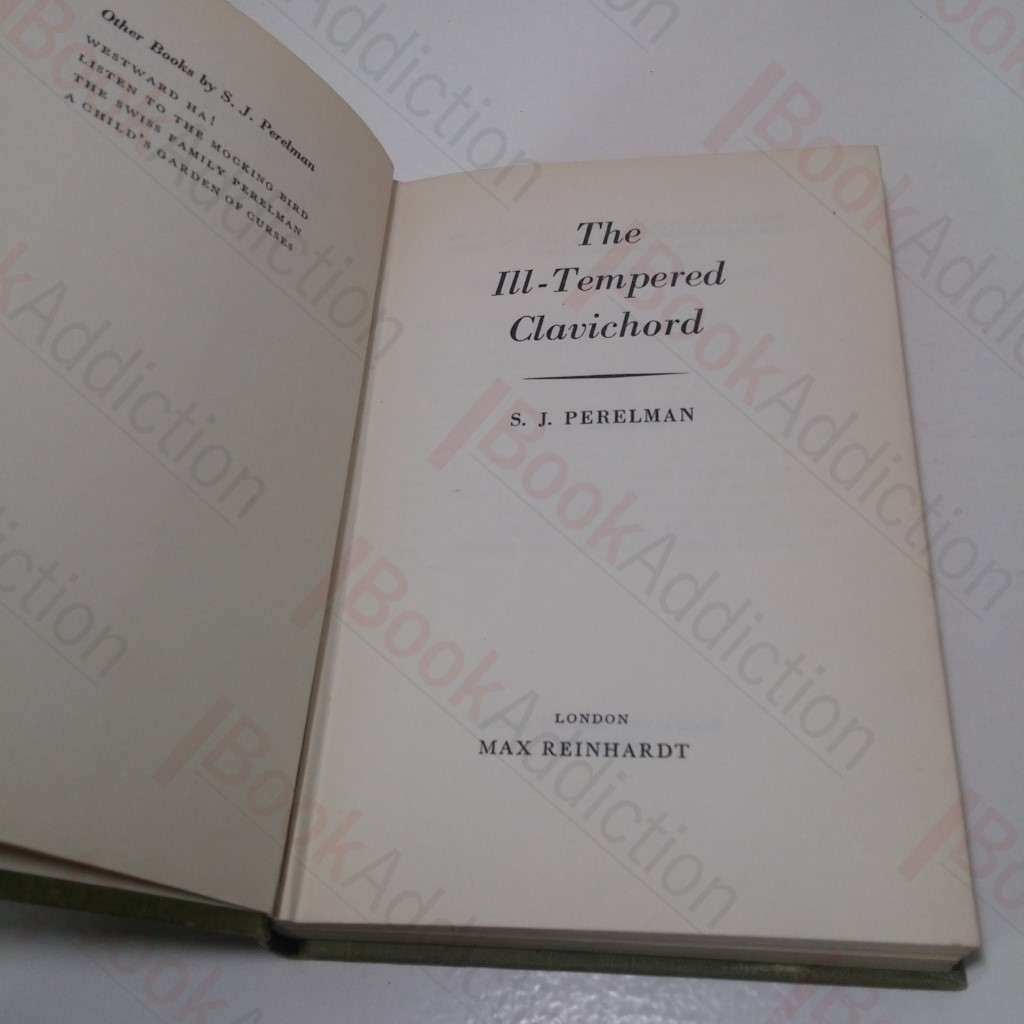 Other Books by S. J. Perelman
WESTWARD HA!
LISTEN TO THE MOCKING BIRD
THE SWISS FAMILY PERELMAN
A CHILD'S GARDEN OF CURSES
The
Ill-Tempered
Clavichord
S. J. PERELMAN
LONDON
MAX REINHARDT
BookAddiction